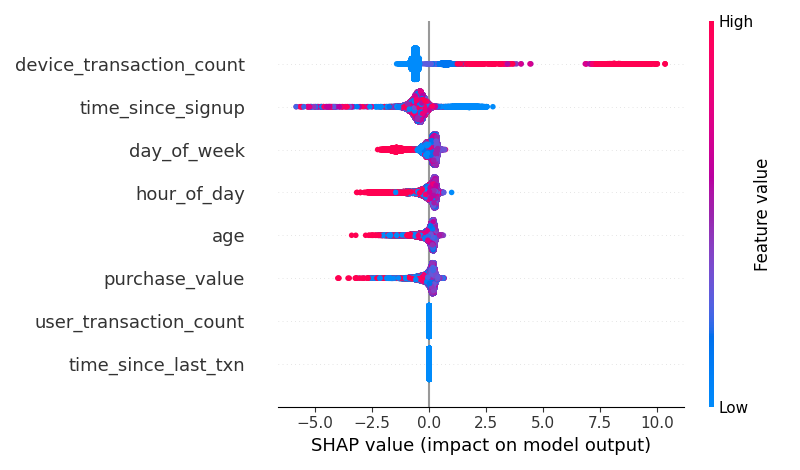 High
device_transaction_count
time_since_signup
day_of_week
hour_of_day
age
purchase_value
user_transaction_count
time_since_last_txn
Feature value
Low
−5.0 −2.5 0.0 2.5 5.0 7.5 10.0
SHAP value (impact on model output)